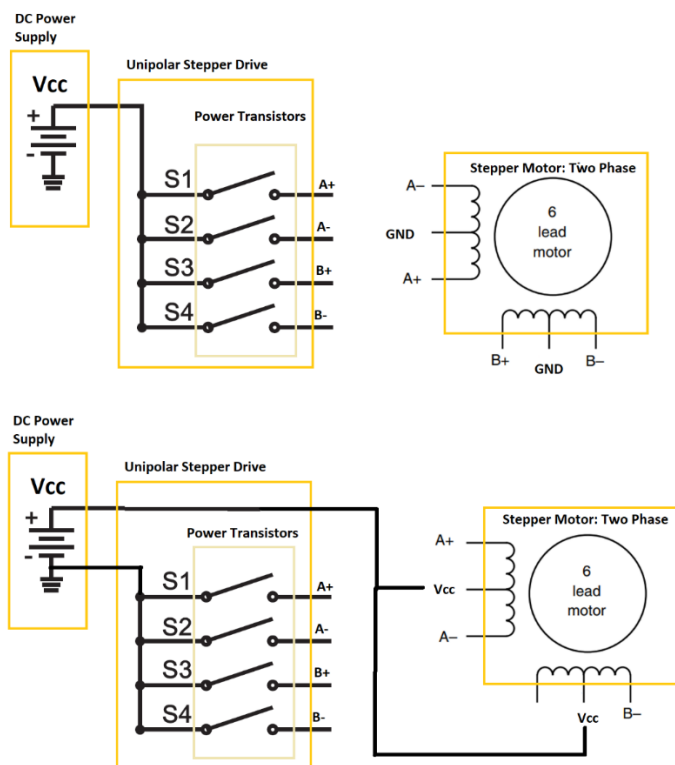 DC Power
Supply
Vcc
+
-
Unipolar Stepper Drive
Power Transistors
S1
A+
S2
A-
S3
B+
S4
B-
Stepper Motor: Two Phase
A–
GND
A+
6
lead
motor
B+
GND
B–
DC Power
Supply
Vcc
+
-
Unipolar Stepper Drive
Power Transistors
S1
A+
S2
A-
S3
B+
S4
B-
Stepper Motor: Two Phase
A+
Vcc
A–
6
lead
motor
Vcc
B–